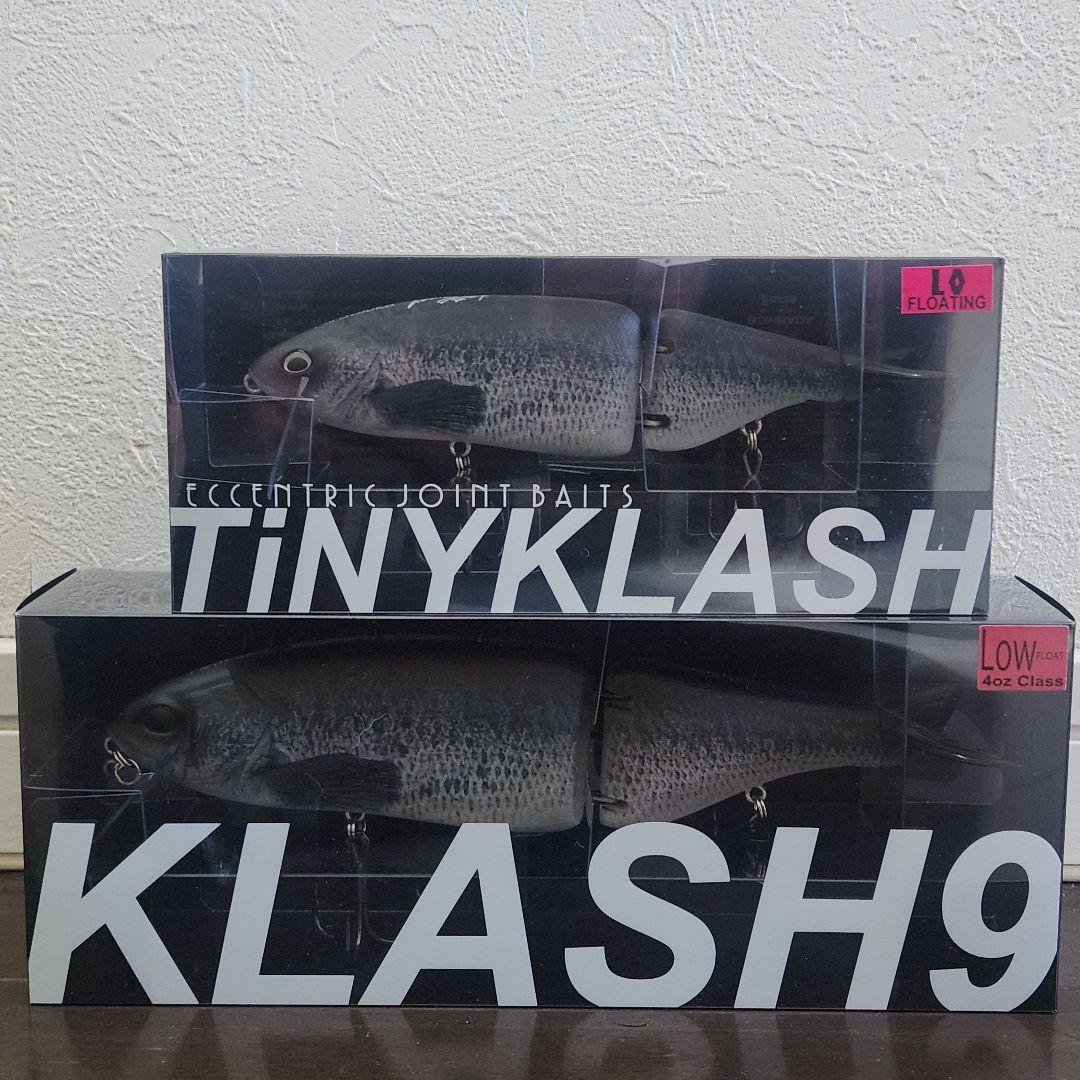 LO
FLOATING
ECCENTRIC JOINT BAITS
TiNYKLASH
LOW FLOAT
4oz Class
KLASH9